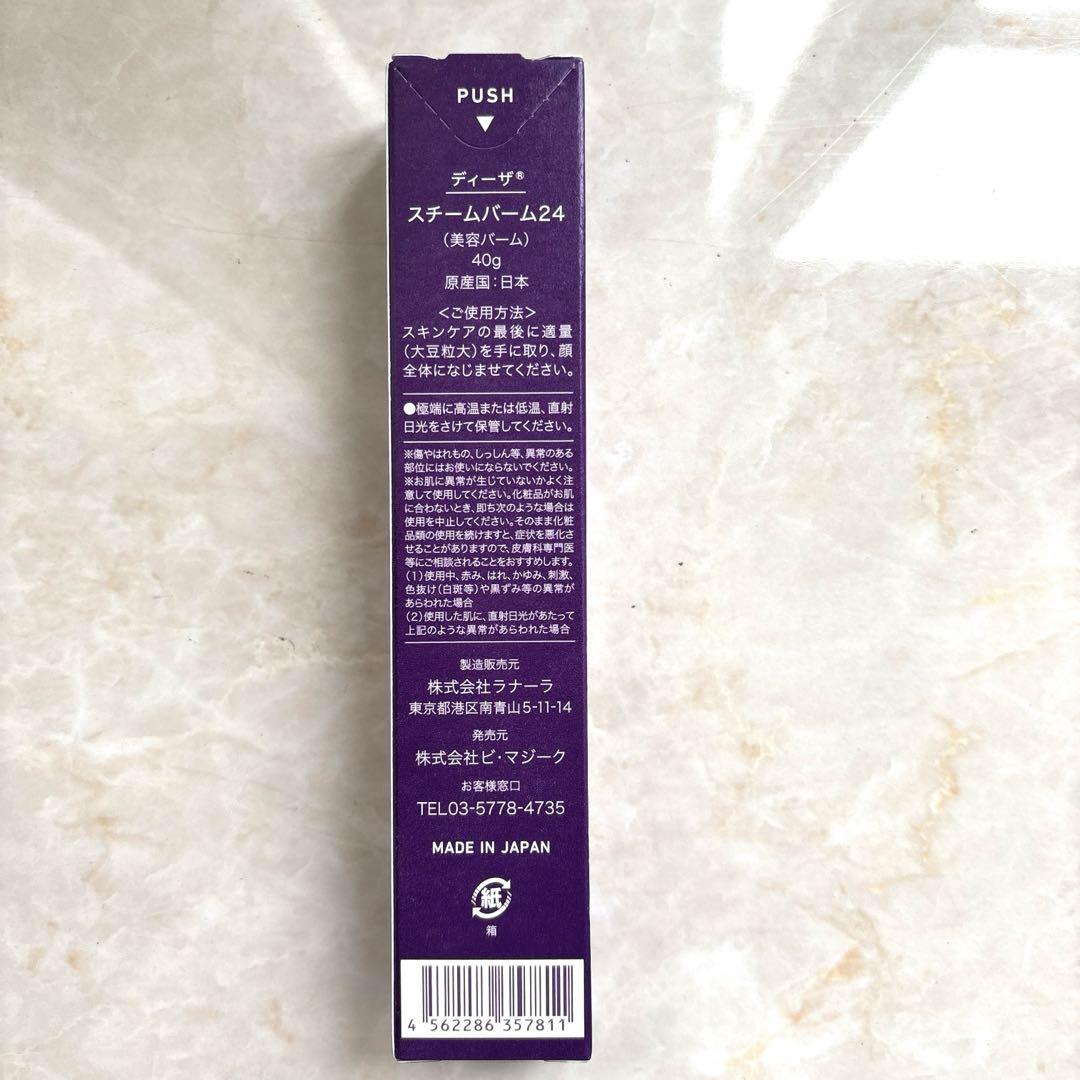 PUSH
ディーザ®
スチームバーム24
(美容バーム)
40g
原産国:日本
<ご使用方法>
スキンケアの最後に適量
(大豆粒大)を手に取り、顔
全体になじませてください。
●極端に高温または低温、直射
日光をさけて保管してください。
※傷やはれもの、しっしん等、異常のある
部位にはお使いにならないでください。
※お肌に異常が生じていないかよく注
意して使用してください。化粧品がお肌
に合わないとき、即ち次のような場合は
使用を中止してください。そのまま化粧
品類の使用を続けますと、症状を悪化さ
せることがありますので、皮膚科専門医
等にご相談されることをおすすめします。
(1)使用中、赤み、はれ、かゆみ、刺激、
色抜け(白斑等)や黒ずみ等の異常が
あらわれた場合
(2)使用した肌に、直射日光があたって
上記のような異常があらわれた場合
製造販売元
株式会社ラナーラ
東京都港区南青山5-11-14
発売元
株式会社ビ・マジーク
お客様窓口
TEL03-5778-4735
MADE IN JAPAN
紙
箱
4 562286 357811